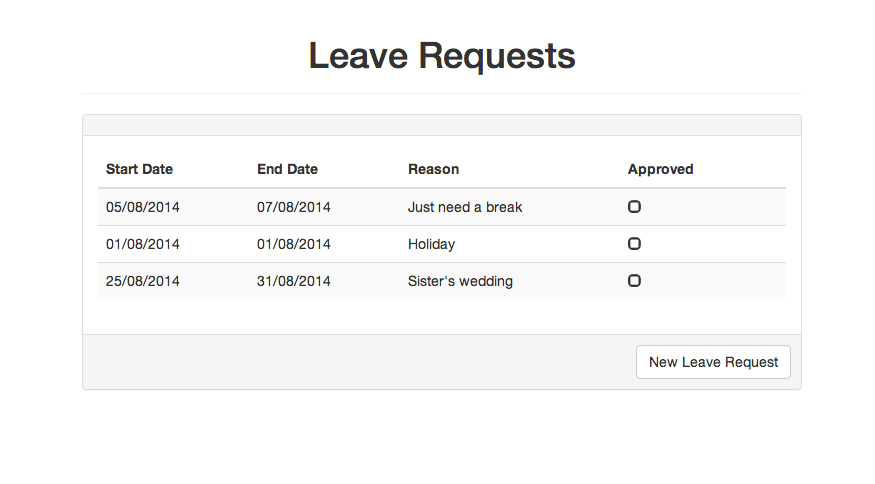 Leave Requests
Start Date End Date Reason Approved
05/08/2014 07/08/2014 Just need a break
01/08/2014 01/08/2014 Holiday
25/08/2014 31/08/2014 Sister's wedding
New Leave Request